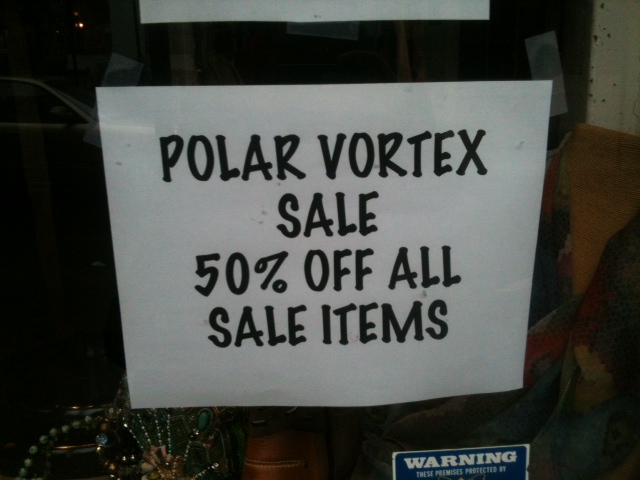 POLAR VORTEX
SALE
50% OFF ALL
SALE ITEMS
WARNING
THESE PREMISES PROTECTED BY